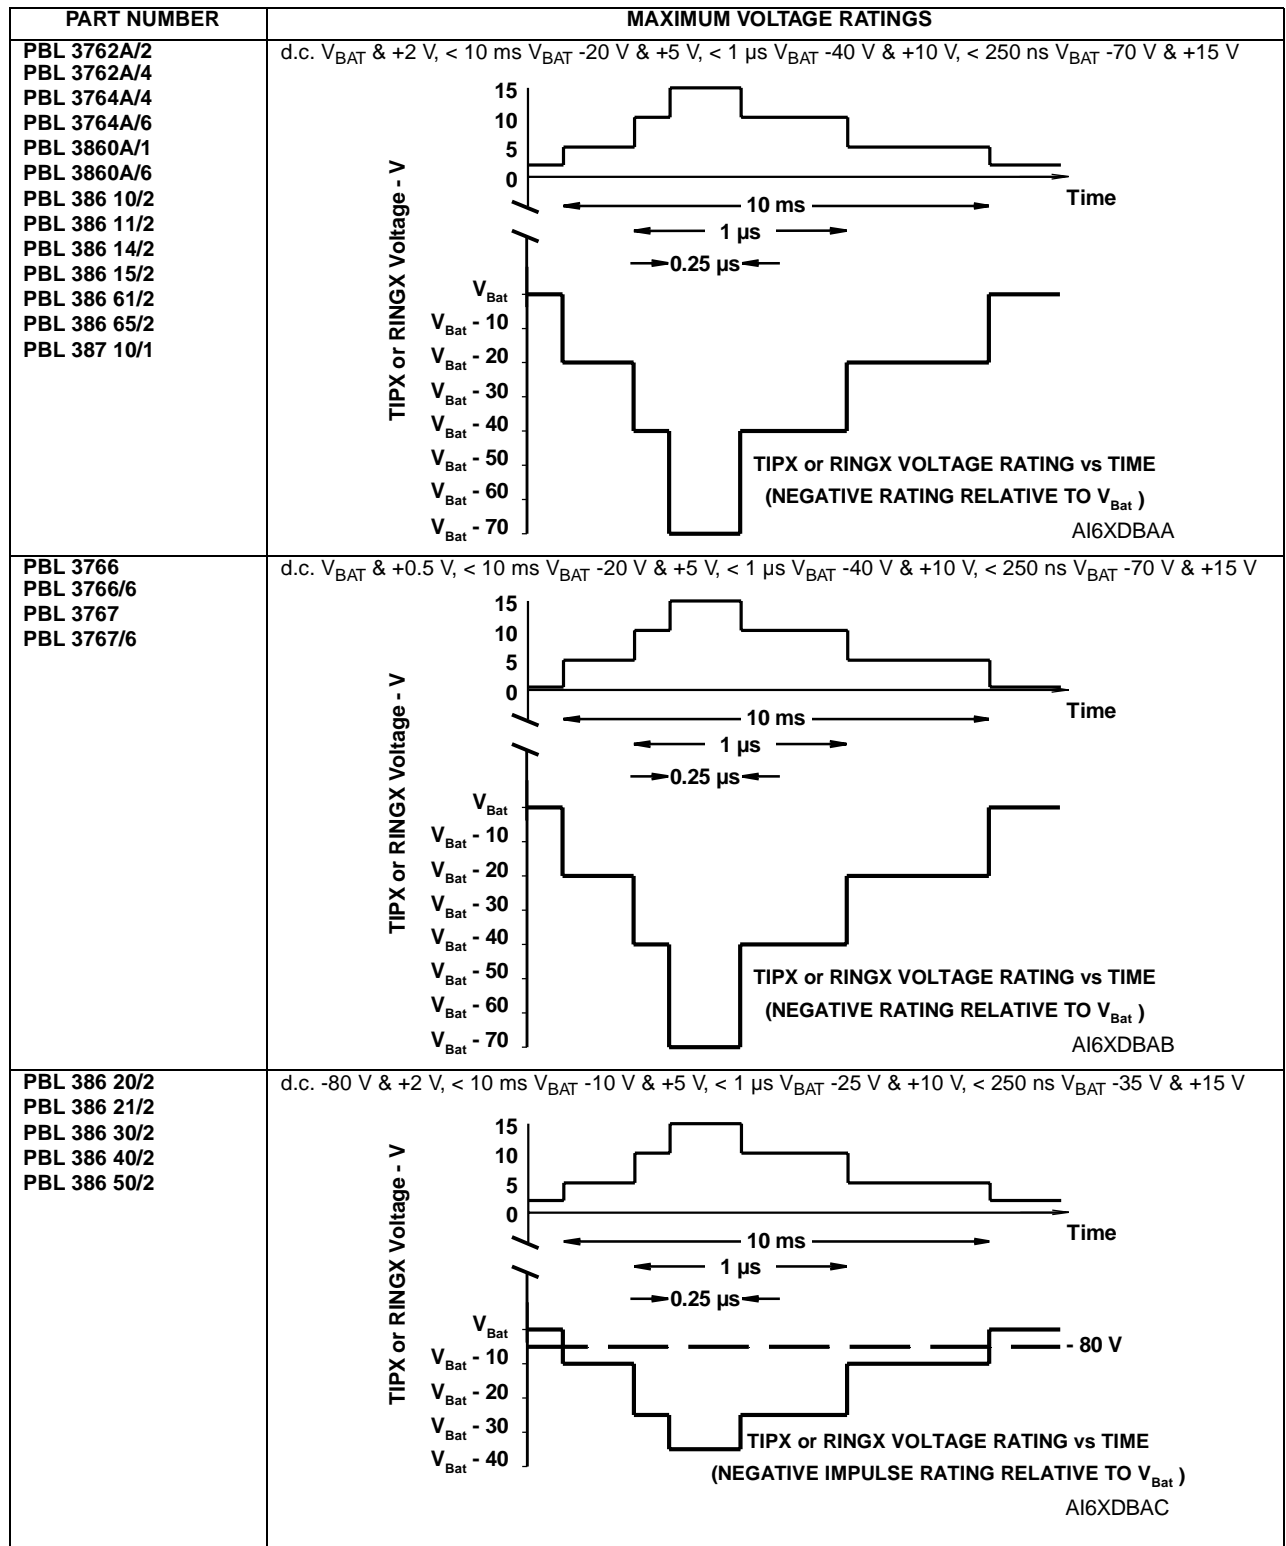 PART NUMBER MAXIMUM VOLTAGE RATINGS
PBL 3762A/2
PBL 3762A/4
PBL 3764A/4
PBL 3764A/6
PBL 3860A/1
PBL 3860A/6
PBL 386 10/2
PBL 386 11/2
PBL 386 14/2
PBL 386 15/2
PBL 386 61/2
PBL 386 65/2
PBL 387 10/1
d.c. VBAT & +2 V, < 10 ms VBAT -20 V & +5 V, < 1 µs VBAT -40 V & +10 V, < 250 ns VBAT -70 V & +15 V
TIPX or RINGX Voltage - V
15
10
5
0
Time
10 ms
1 µs
0.25 µs
VBat
VBat - 10
VBat - 20
VBat - 30
VBat - 40
VBat - 50
VBat - 60
VBat - 70
TIPX or RINGX VOLTAGE RATING vs TIME
(NEGATIVE RATING RELATIVE TO VBat )
AI6XDBAA
PBL 3766
PBL 3766/6
PBL 3767
PBL 3767/6
d.c. VBAT & +0.5 V, < 10 ms VBAT -20 V & +5 V, < 1 µs VBAT -40 V & +10 V, < 250 ns VBAT -70 V & +15 V
TIPX or RINGX Voltage - V
15
10
5
0
Time
10 ms
1 µs
0.25 µs
VBat
VBat - 10
VBat - 20
VBat - 30
VBat - 40
VBat - 50
VBat - 60
VBat - 70
TIPX or RINGX VOLTAGE RATING vs TIME
(NEGATIVE RATING RELATIVE TO VBat )
AI6XDBAB
PBL 386 20/2
PBL 386 21/2
PBL 386 30/2
PBL 386 40/2
PBL 386 50/2
d.c. -80 V & +2 V, < 10 ms VBAT -10 V & +5 V, < 1 µs VBAT -25 V & +10 V, < 250 ns VBAT -35 V & +15 V
TIPX or RINGX Voltage - V
15
10
5
0
Time
10 ms
1 µs
0.25 µs
VBat
- 80 V
VBat - 10
VBat - 20
VBat - 30
VBat - 40
TIPX or RINGX VOLTAGE RATING vs TIME
(NEGATIVE IMPULSE RATING RELATIVE TO VBat )
AI6XDBAC